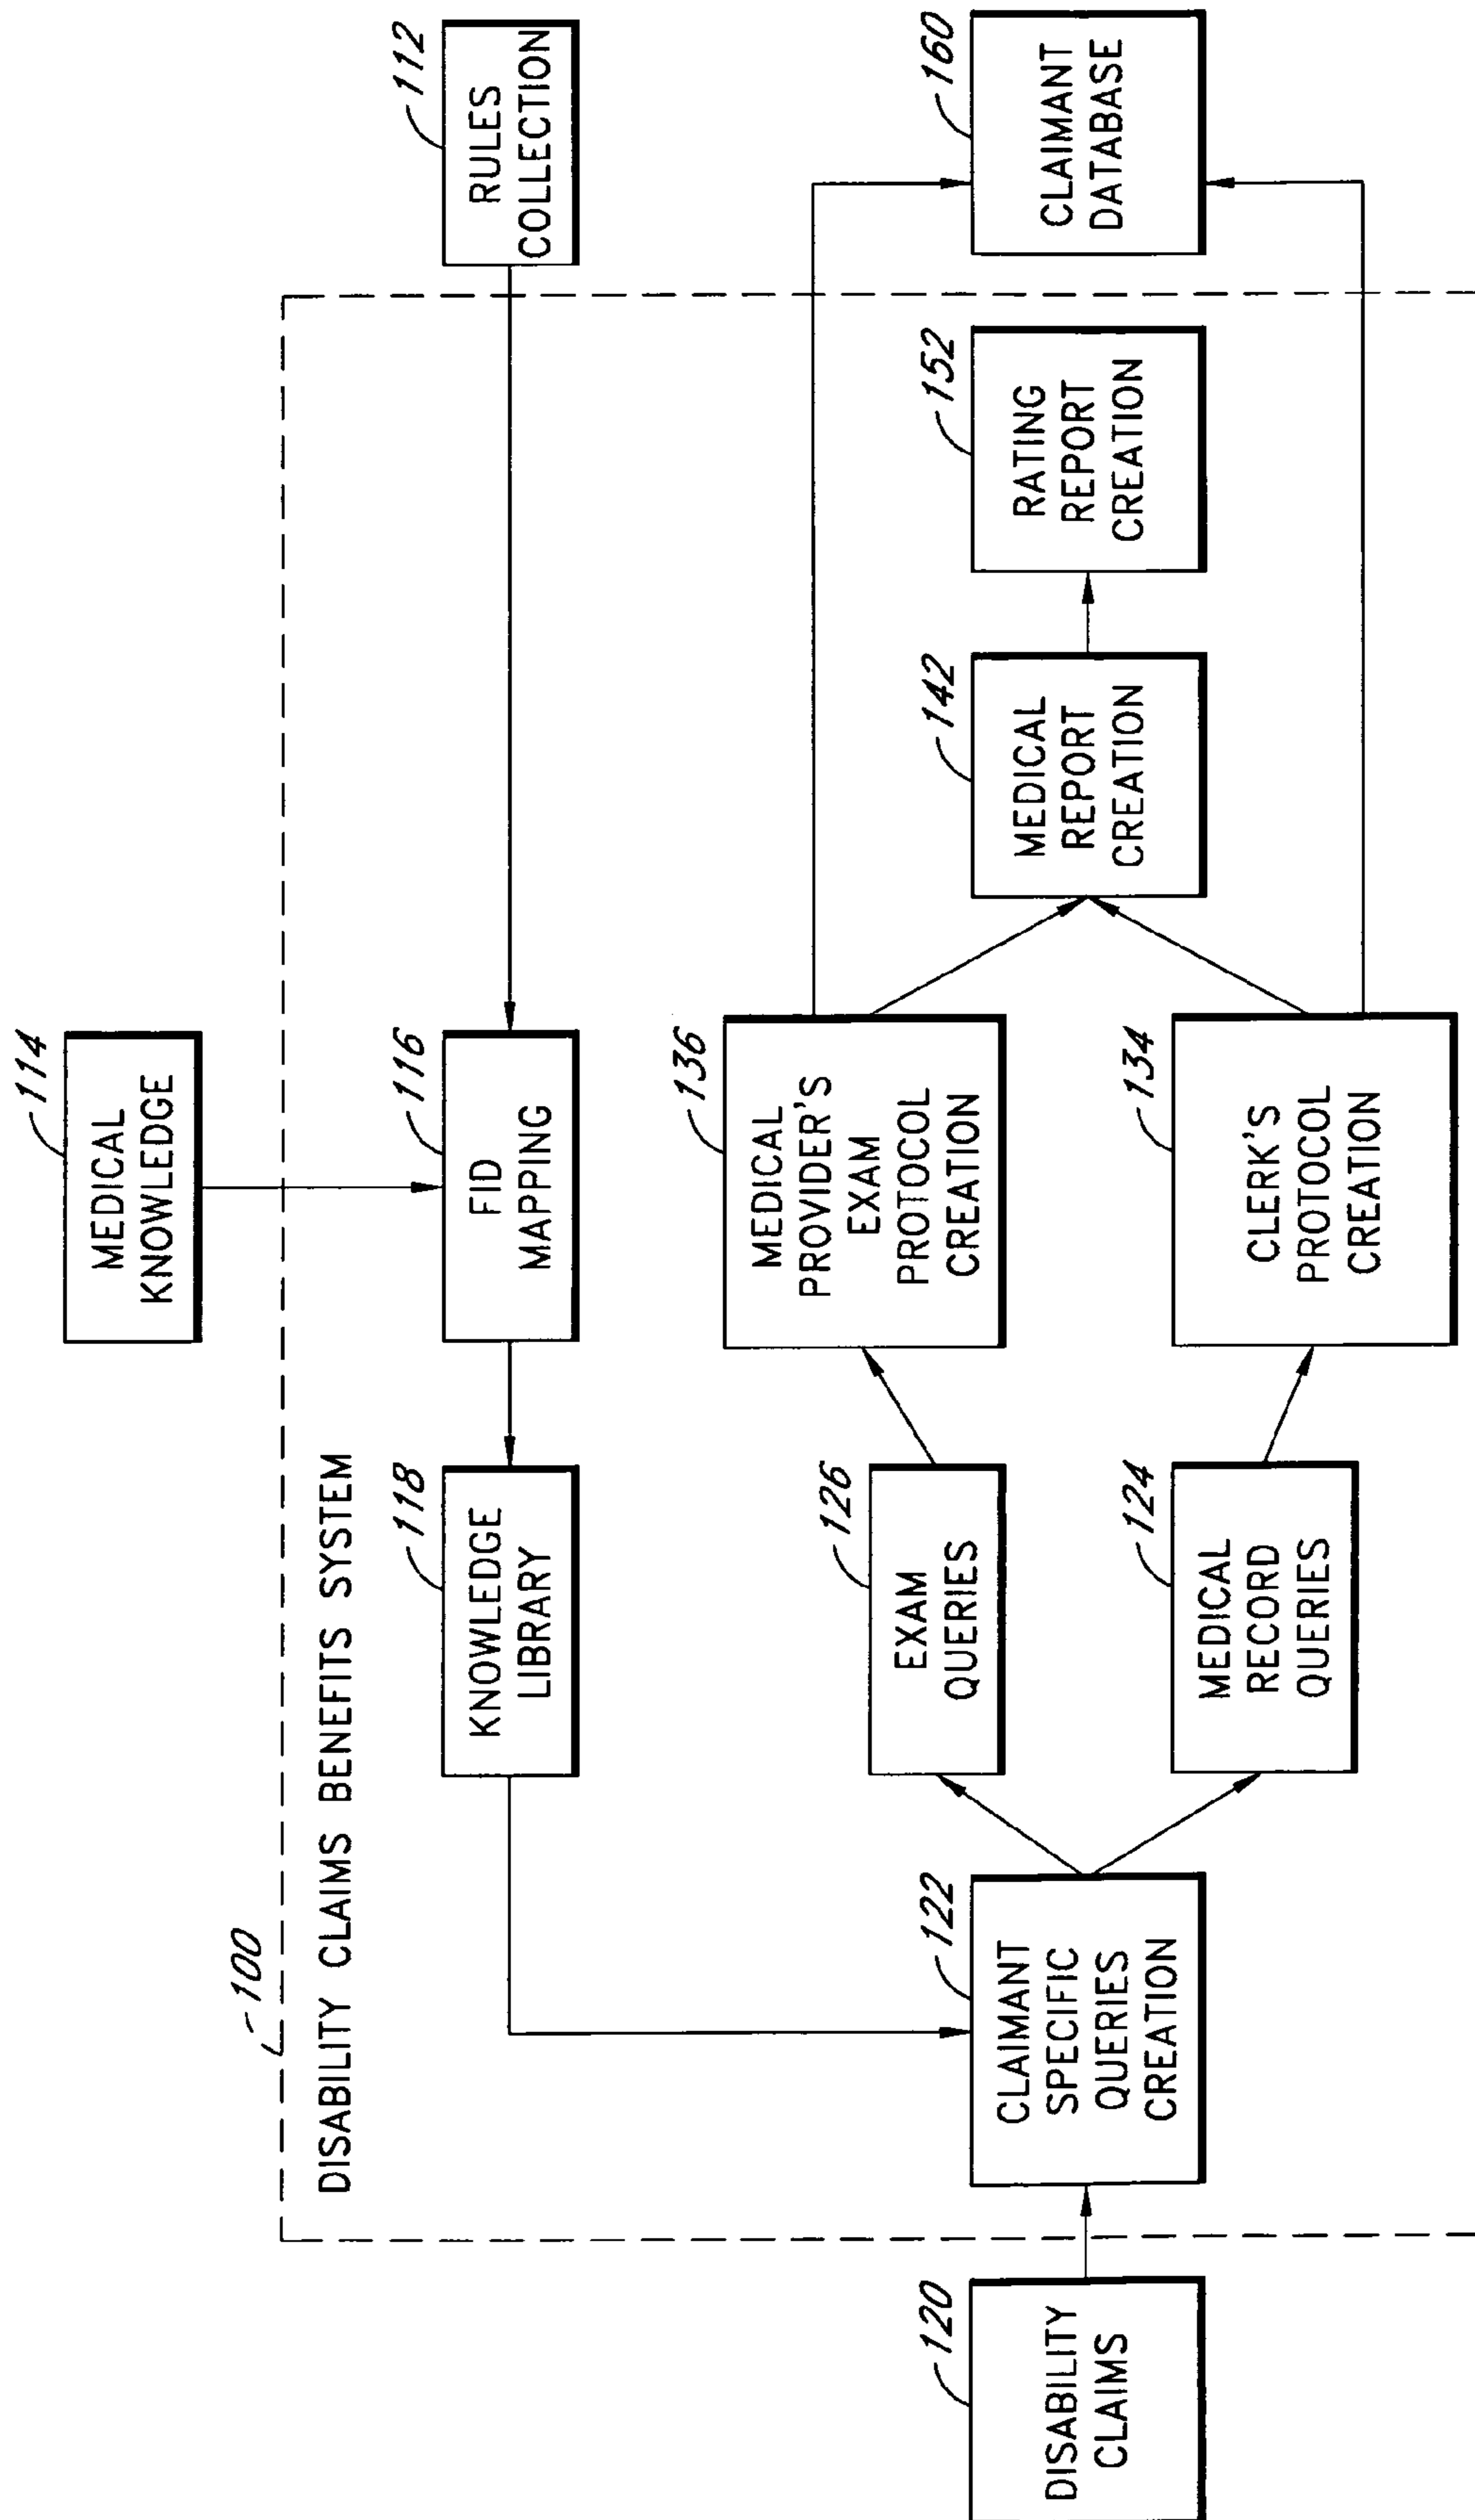 114
MEDICAL
KNOWLEDGE
100
DISABILITY CLAIMS BENEFITS SYSTEM
118
KNOWLEDGE
LIBRARY
116
FID
MAPPING
112
RULES
COLLECTION
136
MEDICAL
PROVIDER'S
EXAM
PROTOCOL
CREATION
126
EXAM
QUERIES
120
DISABILITY
CLAIMS
122
CLAIMANT
SPECIFIC
QUERIES
CREATION
142
MEDICAL
REPORT
CREATION
152
RATING
REPORT
CREATION
160
CLAIMANT
DATABASE
124
MEDICAL
RECORD
QUERIES
134
CLERK'S
PROTOCOL
CREATION